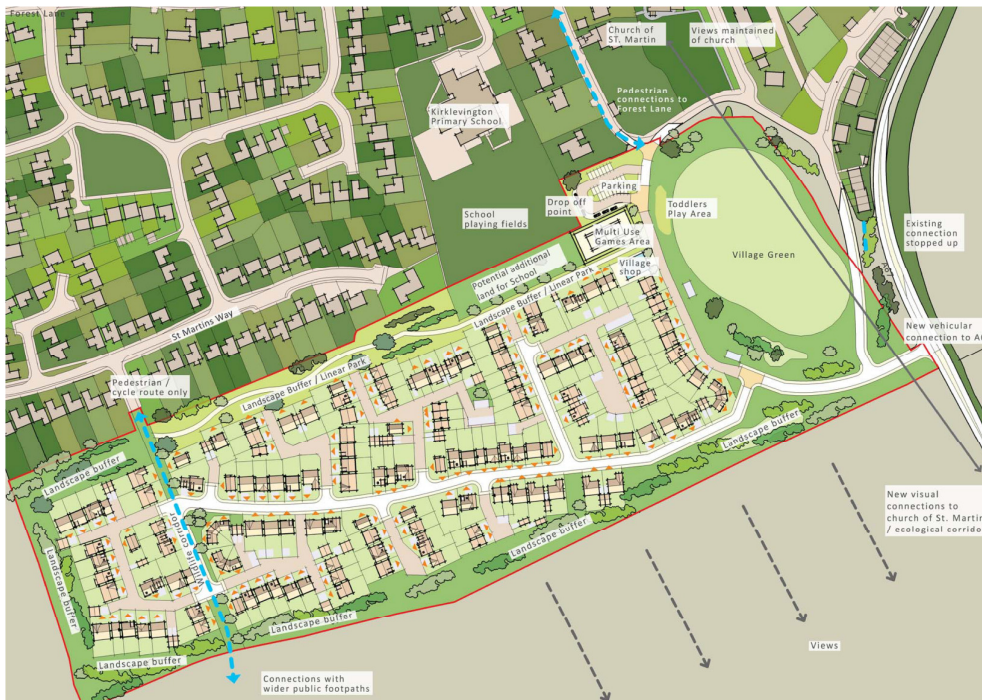 Forest Lane
Church of
ST. Martin
Views maintained
of church
Pedestrian
connections to
Forest Lane
Kirklevington
Primary School
Parking
Drop off
point
Toddlers
Play Area
School
playing fields
Multi Use
Games Area
Existing
connection
stopped up
A67
Village Green
Village
shop
Potential additional
land for School
Landscape Buffer / Linear Park
St Martins Way
New vehicular
connection to A6
Landscape Buffer / Linear Park
Pedestrian /
cycle route only
Landscape buffer
Landscape buffer
Wildlife corridor
New visual
connections to
church of St. Martin
/ ecological corrido
Landscape buffer
Landscape buffer
Views
Landscape buffer
Landscape buffer
Connections with
wider public footpaths